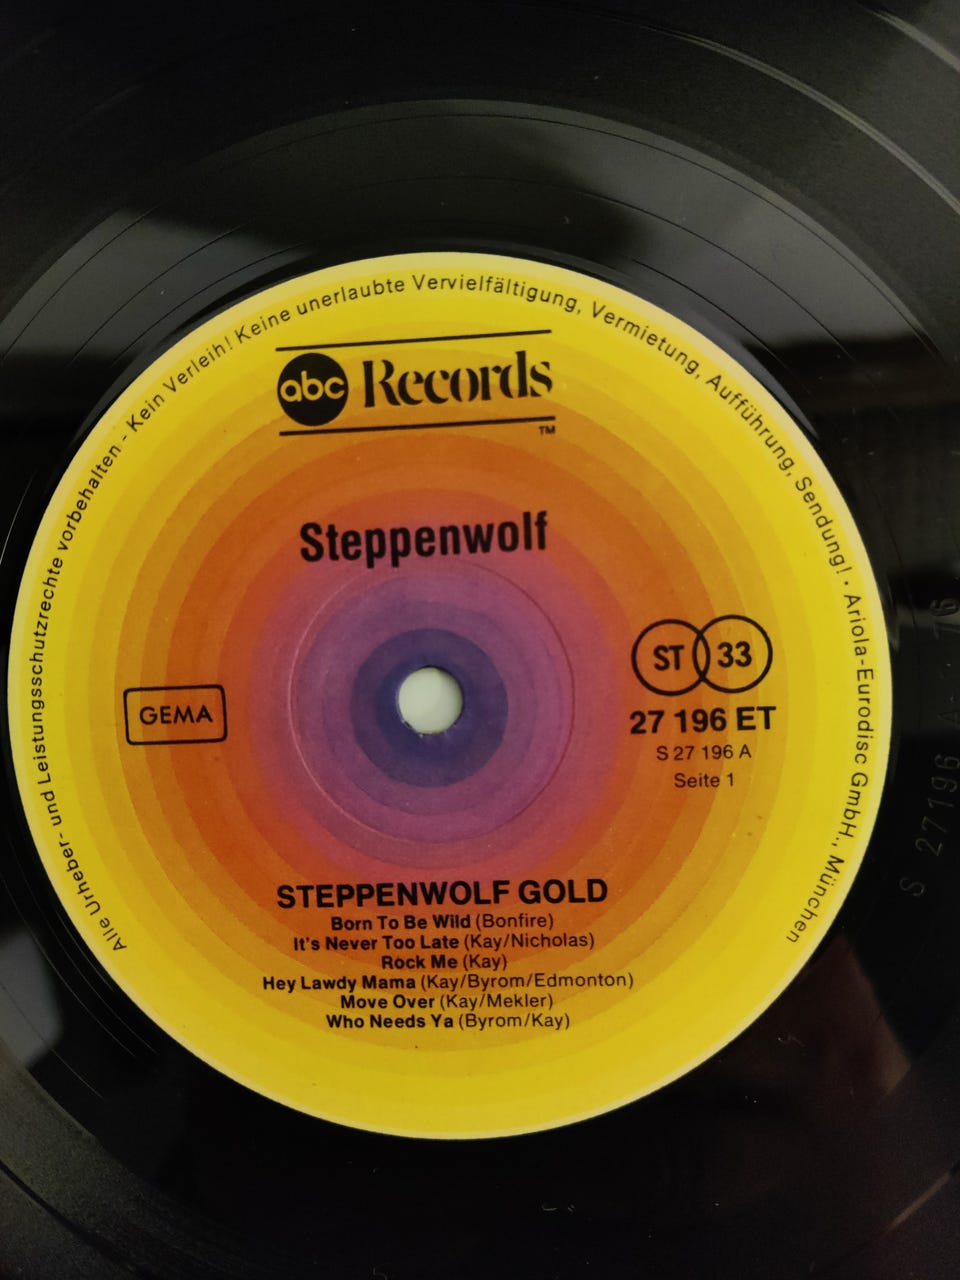 Alle Urheber- und Leistungsschutzrechte vorbehalten - Kein Verleih! Keine unerlaubte Vervielfältigung, Vermietung, Aufführung, Sendung! · Ariola-Eurodisc GmbH., München
abc Records
TM
Steppenwolf
GEMA
ST 33
27 196 ET
S 27 196 A
Seite 1
STEPPENWOLF GOLD
Born To Be Wild (Bonfire)
It's Never Too Late (Kay/Nicholas)
Rock Me (Kay)
Hey Lawdy Mama (Kay/Byrom/Edmonton)
Move Over (Kay/Mekler)
Who Needs Ya (Byrom/Kay)
S 27196